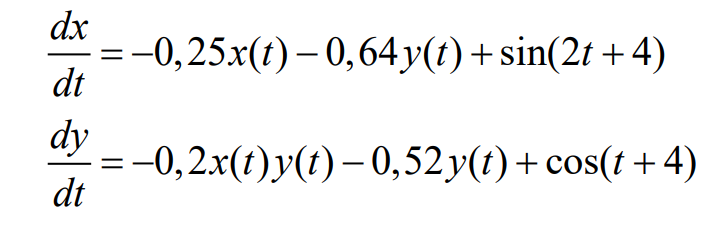 dx/dt = −0,25x(t) − 0,64y(t) + sin(2t + 4)
dy/dt = −0,2x(t)y(t) − 0,52y(t) + cos(t + 4)